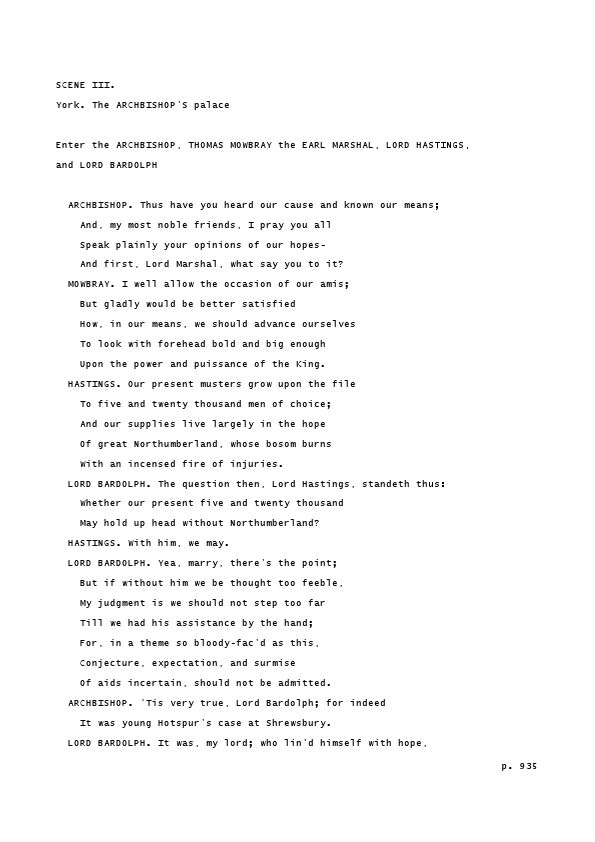 SCENE III.
York. The ARCHBISHOP'S palace
Enter the ARCHBISHOP, THOMAS MOWBRAY the EARL MARSHAL, LORD HASTINGS,
and LORD BARDOLPH
ARCHBISHOP. Thus have you heard our cause and known our means;
And, my most noble friends, I pray you all
Speak plainly your opinions of our hopes-
And first, Lord Marshal, what say you to it?
MOWBRAY. I well allow the occasion of our amis;
But gladly would be better satisfied
How, in our means, we should advance ourselves
To look with forehead bold and big enough
Upon the power and puissance of the King.
HASTINGS. Our present musters grow upon the file
To five and twenty thousand men of choice;
And our supplies live largely in the hope
Of great Northumberland, whose bosom burns
With an incensed fire of injuries.
LORD BARDOLPH. The question then, Lord Hastings, standeth thus:
Whether our present five and twenty thousand
May hold up head without Northumberland?
HASTINGS. With him, we may.
LORD BARDOLPH. Yea, marry, there's the point;
But if without him we be thought too feeble,
My judgment is we should not step too far
Till we had his assistance by the hand;
For, in a theme so bloody-fac'd as this,
Conjecture, expectation, and surmise
Of aids incertain, should not be admitted.
ARCHBISHOP. 'Tis very true, Lord Bardolph; for indeed
It was young Hotspur's case at Shrewsbury.
LORD BARDOLPH. It was, my lord; who lin'd himself with hope,
p. 935